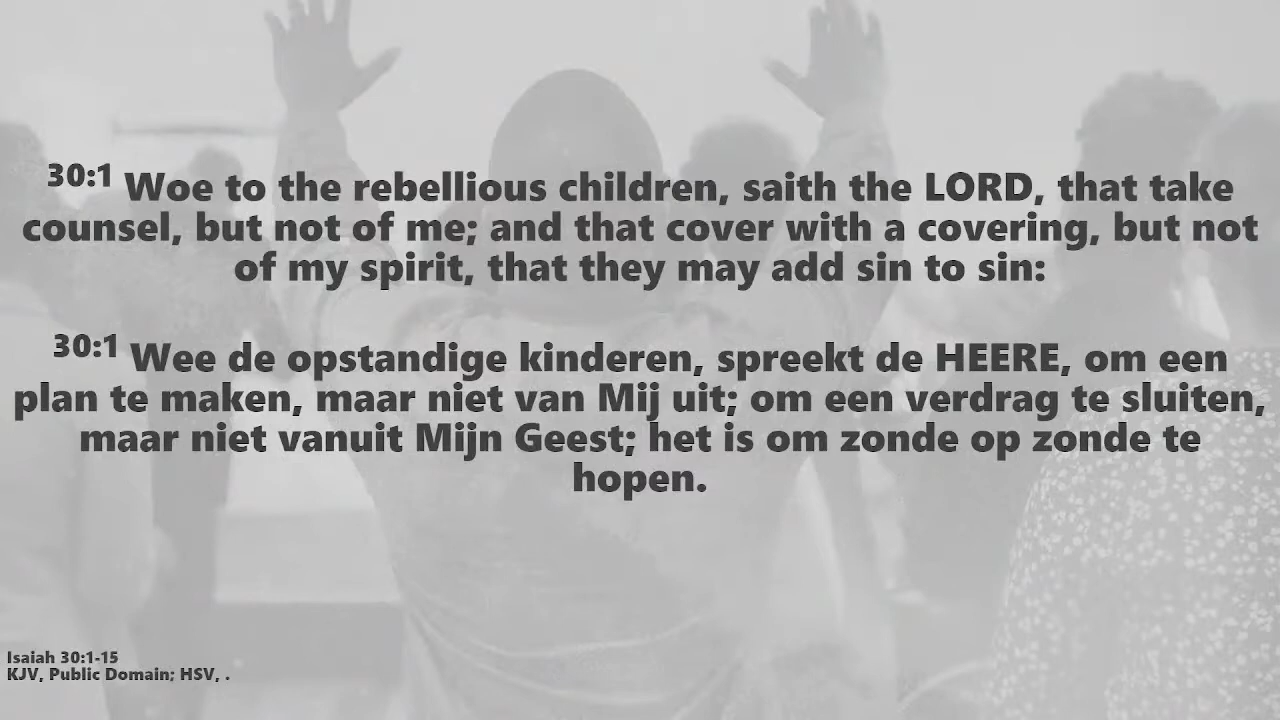 30:1 Woe to the rebellious children, saith the LORD, that take
counsel, but not of me; and that cover with a covering, but not
of my spirit, that they may add sin to sin:
30:1 Wee de opstandige kinderen, spreekt de HEERE, om een
plan te maken, maar niet van Mij uit; om een verdrag te sluiten,
maar niet vanuit Mijn Geest; het is om zonde op zonde te
hopen.
Isaiah 30:1-15
KJV, Public Domain; HSV, .